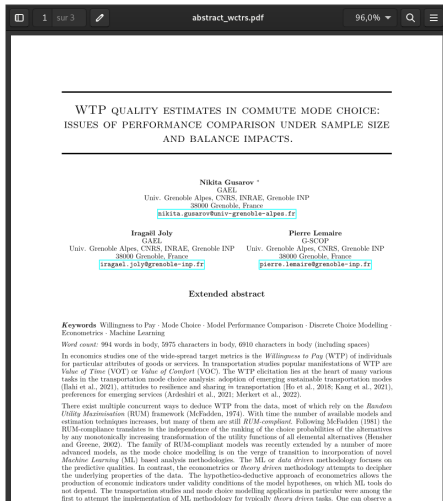 1 sur 3
abstract_wctrs.pdf
96,0%
WTP QUALITY ESTIMATES IN COMMUTE MODE CHOICE:
ISSUES OF PERFORMANCE COMPARISON UNDER SAMPLE SIZE
AND BALANCE IMPACTS.
Nikita Gusarov *
GAEL
Univ. Grenoble Alpes, CNRS, INRAE, Grenoble INP
38000 Grenoble, France
nikita.gusarov@univ-grenoble-alpes.fr
Iragaël Joly
GAEL
Univ. Grenoble Alpes, CNRS, INRAE, Grenoble INP
38000 Grenoble, France
iragael.joly@grenoble-inp.fr
Pierre Lemaire
G-SCOP
Univ. Grenoble Alpes, CNRS, Grenoble INP
38000 Grenoble, France
pierre.lemaire@grenoble-inp.fr
Extended abstract
Keywords Willingness to Pay · Mode Choice · Model Performance Comparison · Discrete Choice Modelling ·
Econometrics · Machine Learning
Word count: 994 words in body, 5975 characters in body, 6910 characters in body (including spaces)
In economics studies one of the wide-spread target metrics is the Willingness to Pay (WTP) of individuals
for particular attributes of goods or services. In transportation studies popular manifestations of WTP are
Value of Time (VOT) or Value of Comfort (VOC). The WTP elicitation lies at the heart of many various
tasks in the transportation mode choice analysis: adoption of emerging sustainable transportation modes
(Ilahi et al., 2021), attitudes to resilience and sharing in transportation (Ho et al., 2018; Kang et al., 2021),
preferences for emerging services (Ardeshiri et al., 2021; Merkert et al., 2022).
There exist multiple concurrent ways to deduce WTP from the data, most of which rely on the Random
Utility Maximisation (RUM) framework (McFadden, 1974). With time the number of available models and
estimation techniques increases, but many of them are still RUM-compliant. Following McFadden (1981) the
RUM-compliance translates in the independence of the ranking of the choice probabilities of the alternatives
by any monotonically increasing transformation of the utility functions of all elemental alternatives (Hensher
and Greene, 2002). The family of RUM-compliant models was recently extended by a number of more
advanced models, as the mode choice modelling is on the verge of transition to incorporation of novel
Machine Learning (ML) based analysis methodologies. The ML or data driven methodology focuses on
the predictive qualities. In contrast, the econometrics or theory driven methodology attempts to decipher
the underlying properties of the data. The hypothetico-deductive approach of econometrics allows the
production of economic indicators under validity conditions of the model hypotheses, on which ML tools do
not depend. The transportation studies and mode choice modelling applications in particular were among the
first to attempt the implementation of ML methodology for typically theory driven tasks. One can observe a